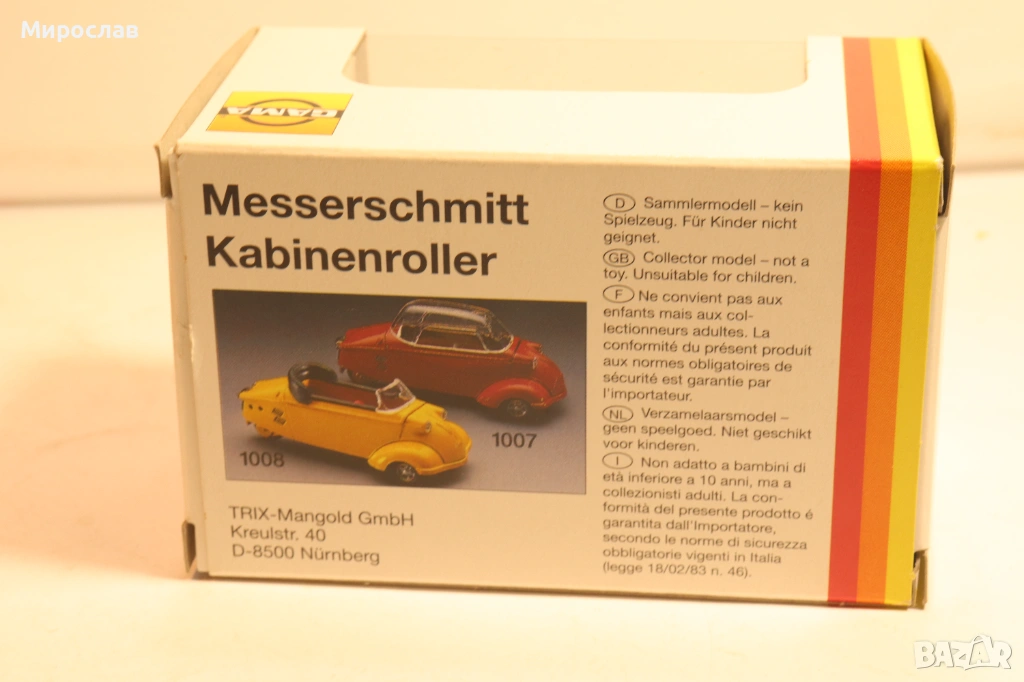 Мирослав
GAMA
Messerschmitt
Kabinenroller
1007
1008
TRIX-Mangold GmbH
Kreulstr. 40
D-8500 Nürnberg
D Sammlermodell – kein
Spielzeug. Für Kinder nicht
geignet.
GB Collector model – not a
toy. Unsuitable for children.
F Ne convient pas aux
enfants mais aux col-
lectionneurs adultes. La
conformité du présent produit
aux normes obligatoires de
sécurité est garantie par
l'importateur.
NL Verzamelaarsmodel –
geen speelgoed. Niet geschikt
voor kinderen.
I Non adatto a bambini di
età inferiore a 10 anni, ma a
collezionisti adulti. La con-
formità del presente prodotto é
garantita dall'Importatore,
secondo le norme di sicurezza
obbligatorie vigenti in Italia
(legge 18/02/83 n. 46).
BAZAR